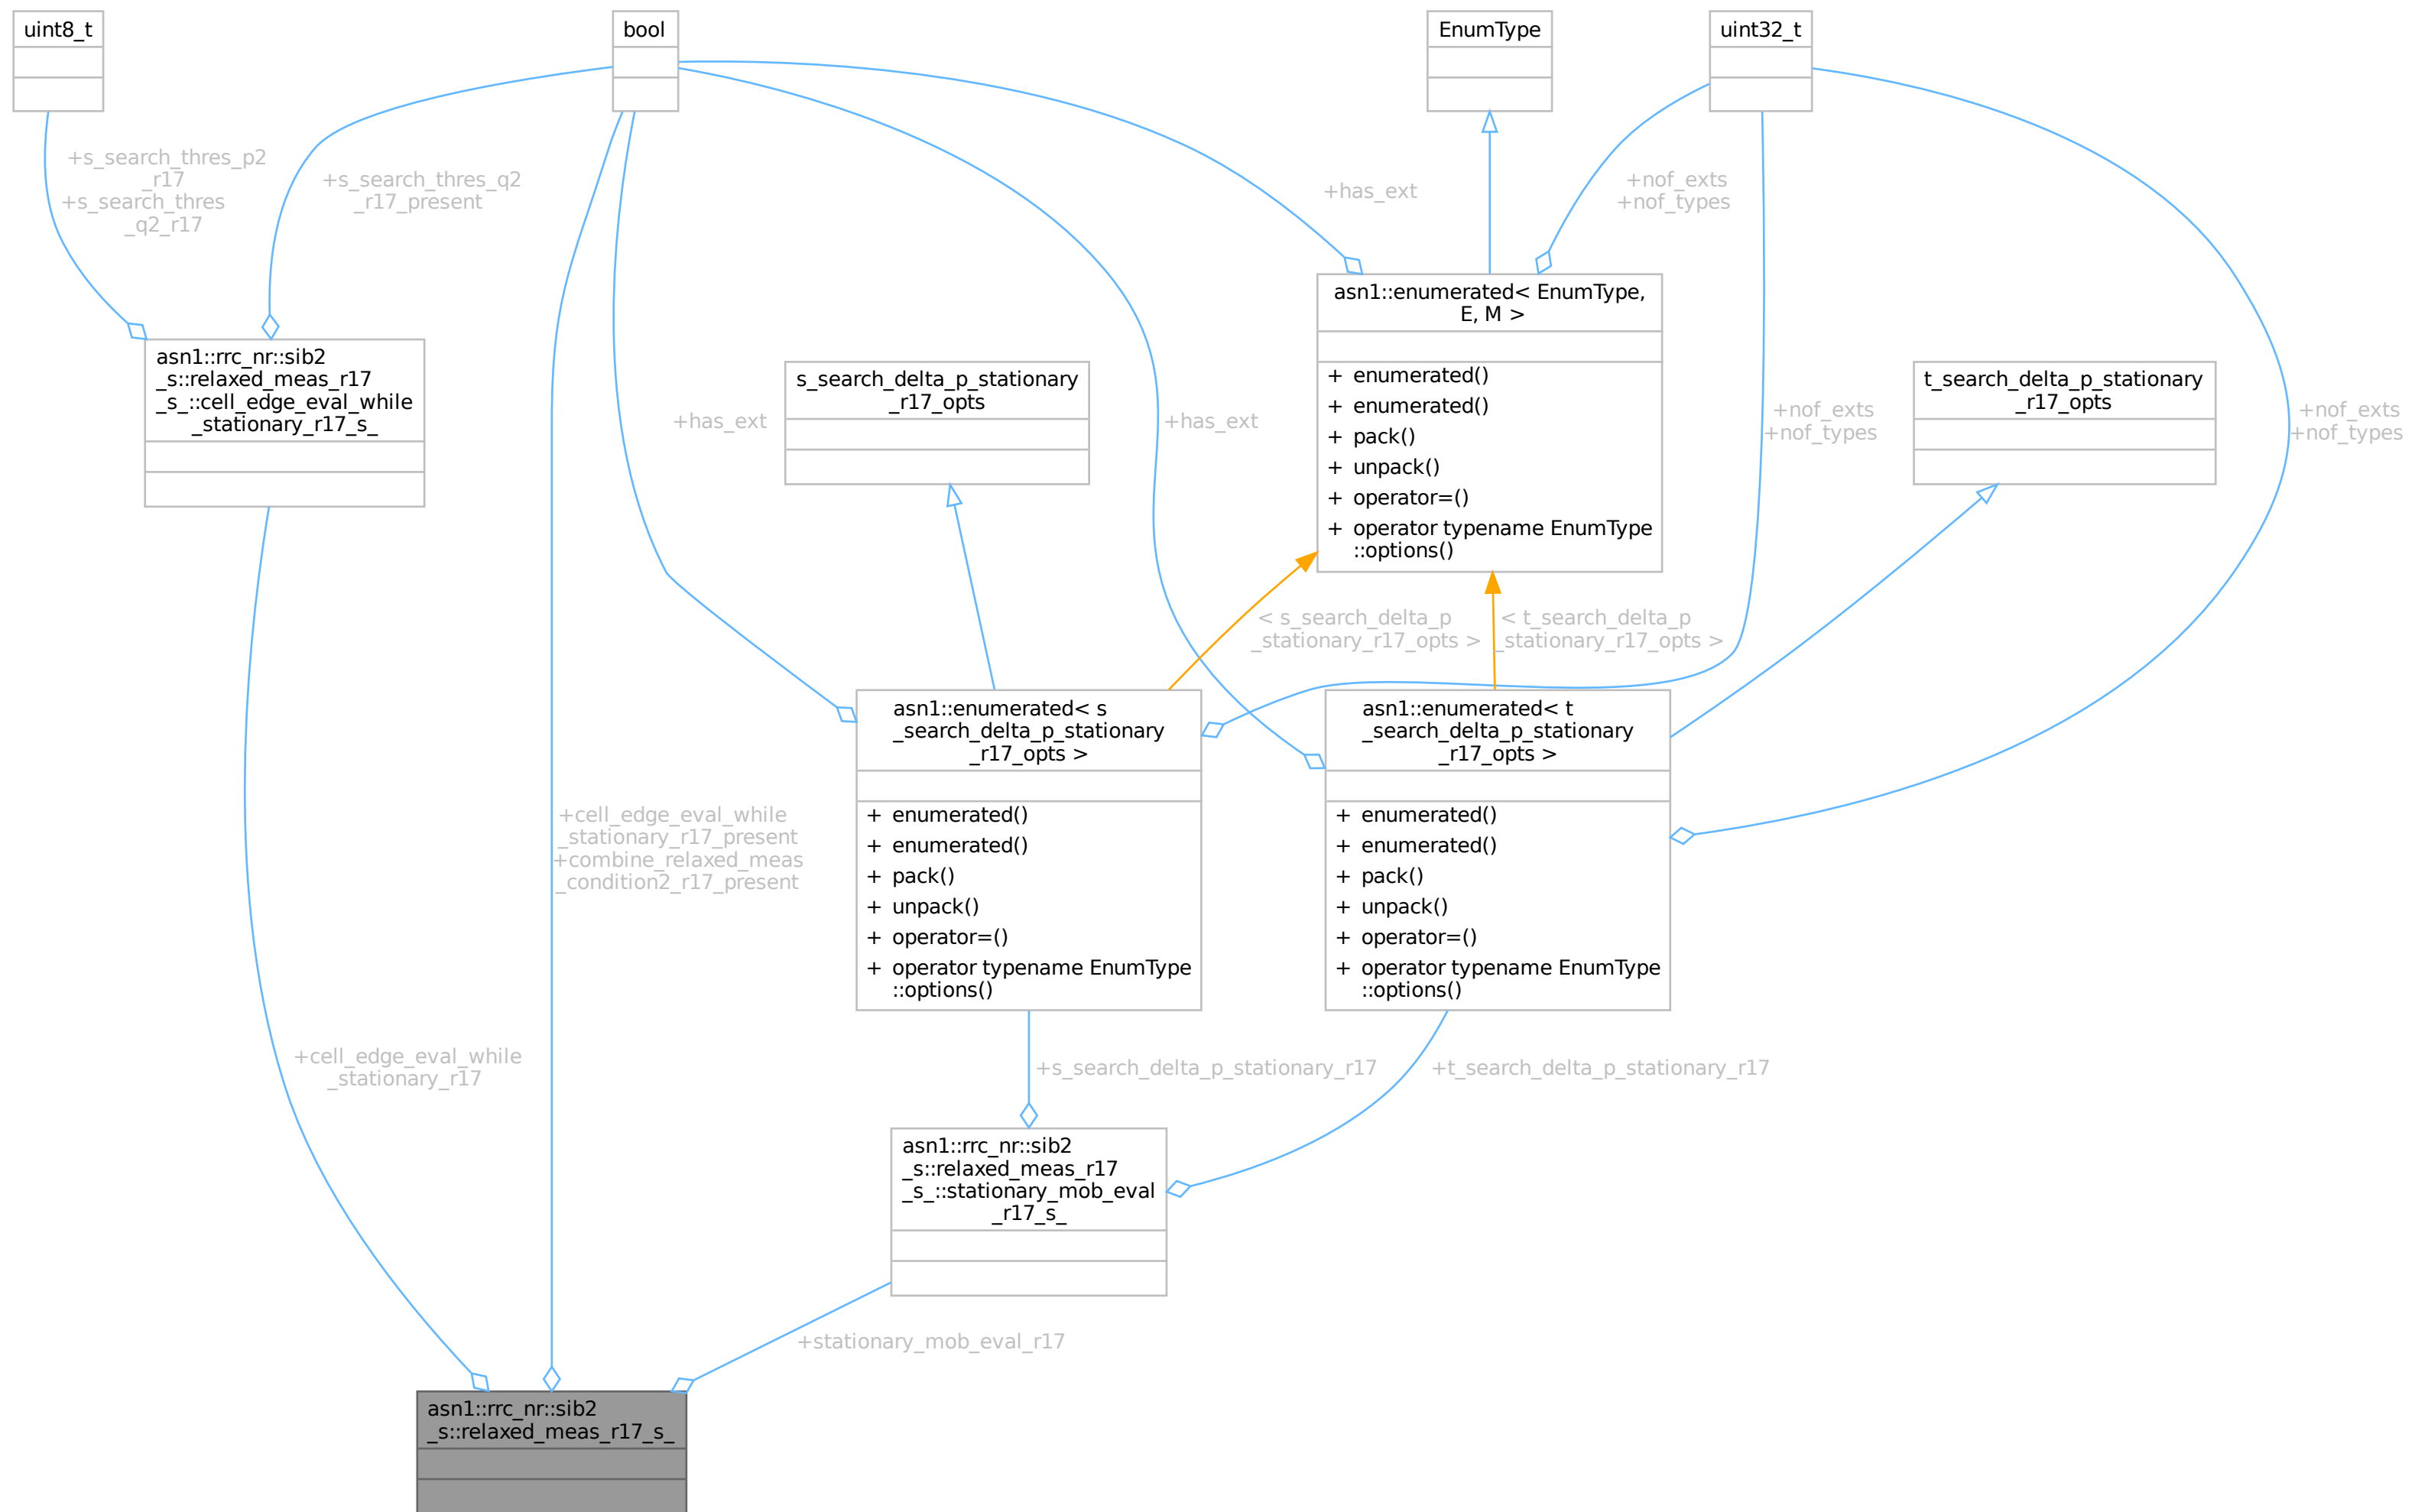 uint8_t
bool
EnumType
uint32_t
+s_search_thres_p2
_r17
+s_search_thres
_q2_r17
+s_search_thres_q2
_r17_present
+has_ext
+nof_exts
+nof_types
asn1::enumerated< EnumType,
E, M >
+ enumerated()
+ enumerated()
+ pack()
+ unpack()
+ operator=()
+ operator typename EnumType
::options()
asn1::rrc_nr::sib2
_s::relaxed_meas_r17
_s_::cell_edge_eval_while
_stationary_r17_s_
s_search_delta_p_stationary
_r17_opts
t_search_delta_p_stationary
_r17_opts
+has_ext
+has_ext
+nof_exts
+nof_types
+nof_exts
+nof_types
< s_search_delta_p
_stationary_r17_opts >
< t_search_delta_p
_stationary_r17_opts >
asn1::enumerated< s
_search_delta_p_stationary
_r17_opts >
+ enumerated()
+ enumerated()
+ pack()
+ unpack()
+ operator=()
+ operator typename EnumType
::options()
asn1::enumerated< t
_search_delta_p_stationary
_r17_opts >
+ enumerated()
+ enumerated()
+ pack()
+ unpack()
+ operator=()
+ operator typename EnumType
::options()
+cell_edge_eval_while
_stationary_r17_present
+combine_relaxed_meas
_condition2_r17_present
+cell_edge_eval_while
_stationary_r17
+s_search_delta_p_stationary_r17
+t_search_delta_p_stationary_r17
asn1::rrc_nr::sib2
_s::relaxed_meas_r17
_s_::stationary_mob_eval
_r17_s_
+stationary_mob_eval_r17
asn1::rrc_nr::sib2
_s::relaxed_meas_r17_s_